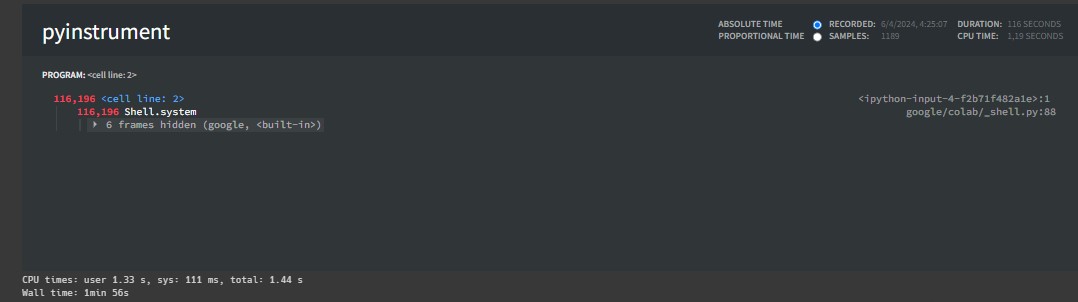 pyinstrument
ABSOLUTE TIME RECORDED: 6/4/2024, 4:25:07 DURATION: 116 SECONDS
PROPORTIONAL TIME SAMPLES: 1189 CPU TIME: 1,19 SECONDS
PROGRAM: <cell line: 2>
116,196 <cell line: 2> <ipython-input-4-f2b71f482a1e>:1
116,196 Shell.system google/colab/_shell.py:88
6 frames hidden (google, <built-in>)
CPU times: user 1.33 s, sys: 111 ms, total: 1.44 s
Wall time: 1min 56s